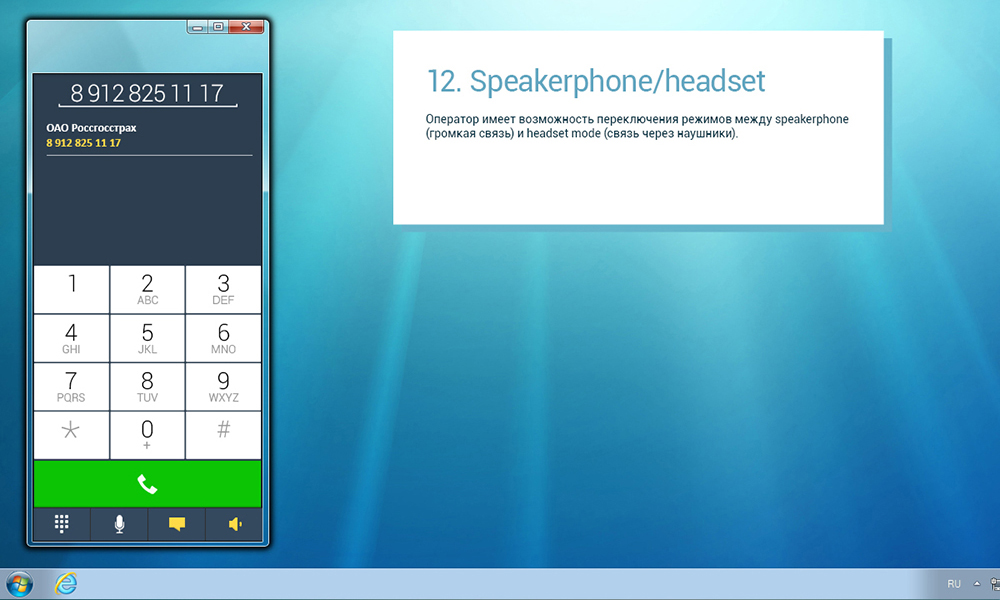 8 912 825 11 17
ОАО Россгосстрах
8 912 825 11 17
1
2
3
ABC
DEF
4
5
6
GHI
JKL
MNO
7
8
9
PQRS
TUV
WXYZ
*
0
#
+
12. Speakerphone/headset
Оператор имеет возможность переключения режимов между speakerphone
(громкая связь) и headset mode (связь через наушники).
RU